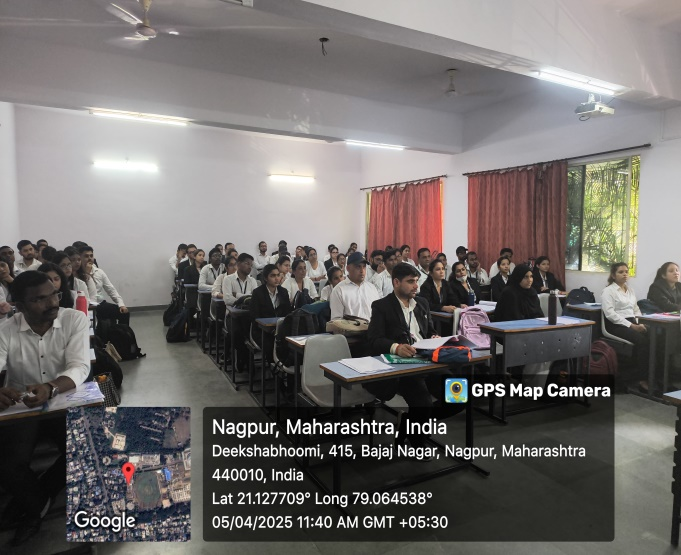 GPS Map Camera
Nagpur, Maharashtra, India
Deekshabhoomi, 415, Bajaj Nagar, Nagpur, Maharashtra
440010, India
Lat 21.127709° Long 79.064538°
05/04/2025 11:40 AM GMT +05:30
Google